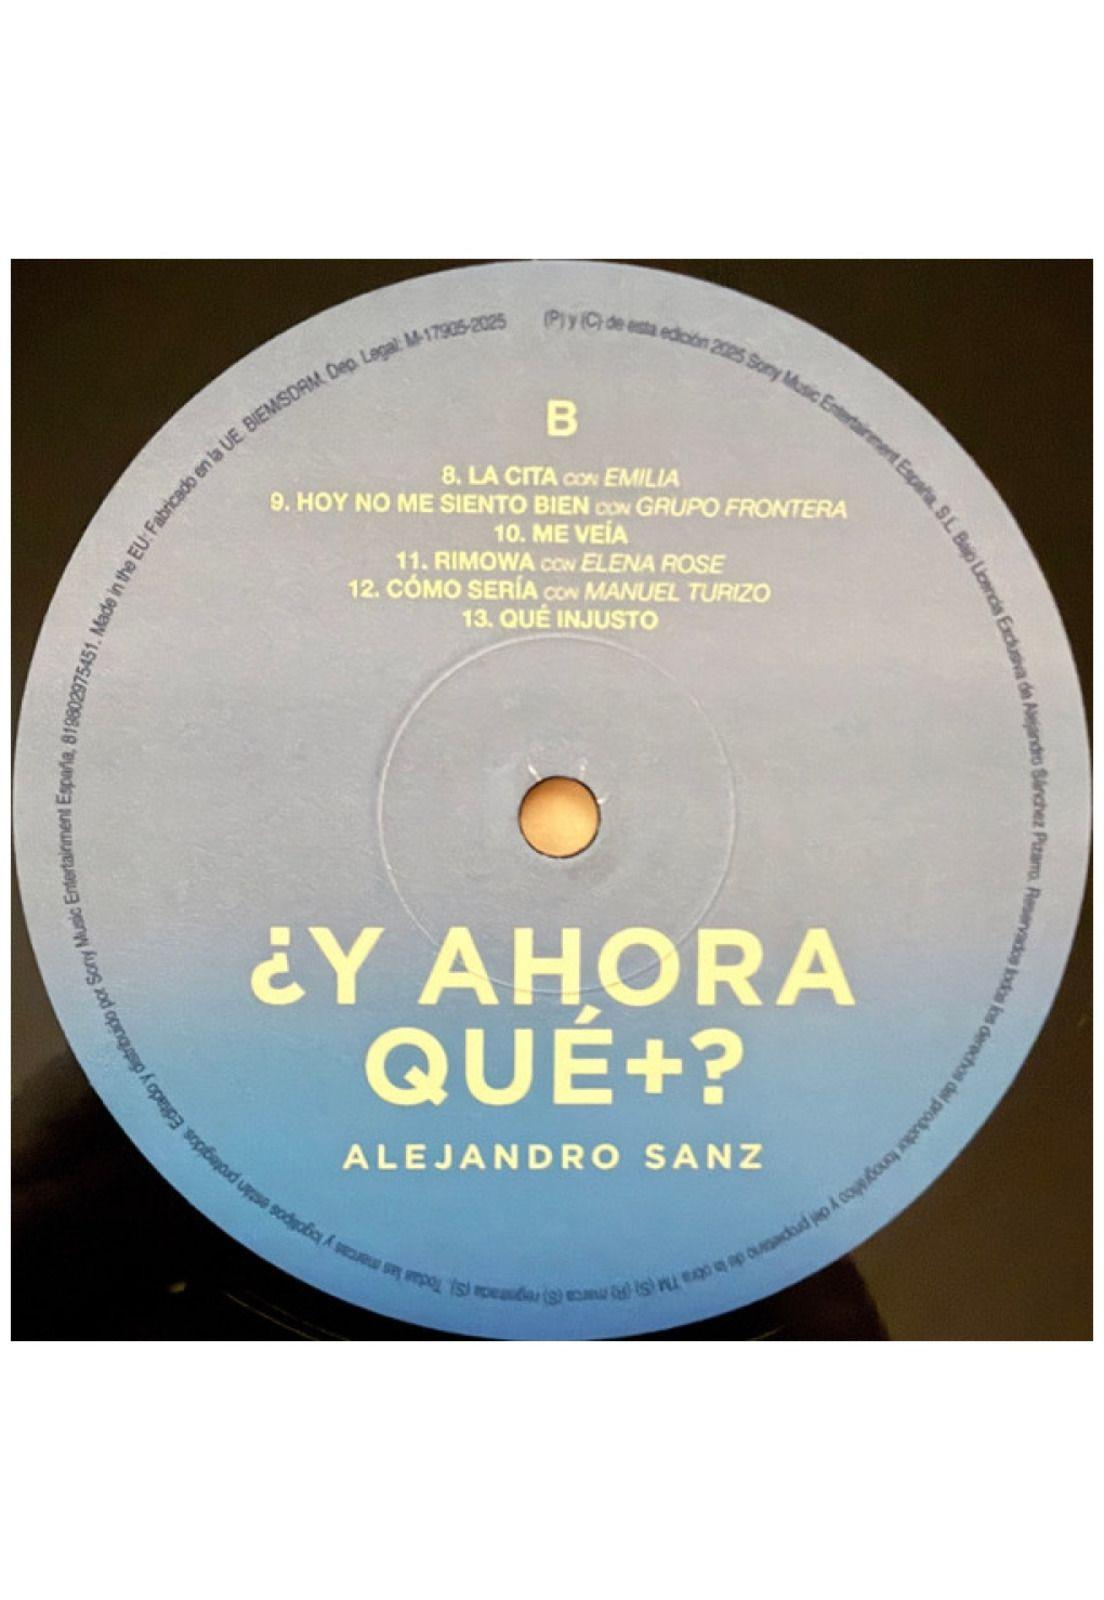 B
8. LA CITA CON EMILIA
9. HOY NO ME SIENTO BIEN CON GRUPO FRONTERA
10. ME VEÍA
11. RIMOWA CON ELENA ROSE
12. CÓMO SERÍA CON MANUEL TURIZO
13. QUÉ INJUSTO
¿Y AHORA
QUÉ+?
ALEJANDRO SANZ
(P) y (C) de esta edición 2025 Sony Music Entertainment España, S.L. Bajo Licencia Exclusiva de Alejandro Sánchez Pizarro. Reservados todos los derechos del productor fonográfico y del propietario de la obra TM (S) (R) marca (S) registrada (S). Todas las marcas y logotipos están protegidos. Editado y distribuido por Sony Music Entertainment España, 819802975451. Made in the EU: Fabricado en la UE. BIEM/SDRM. Dep. Legal: M-17905-2025